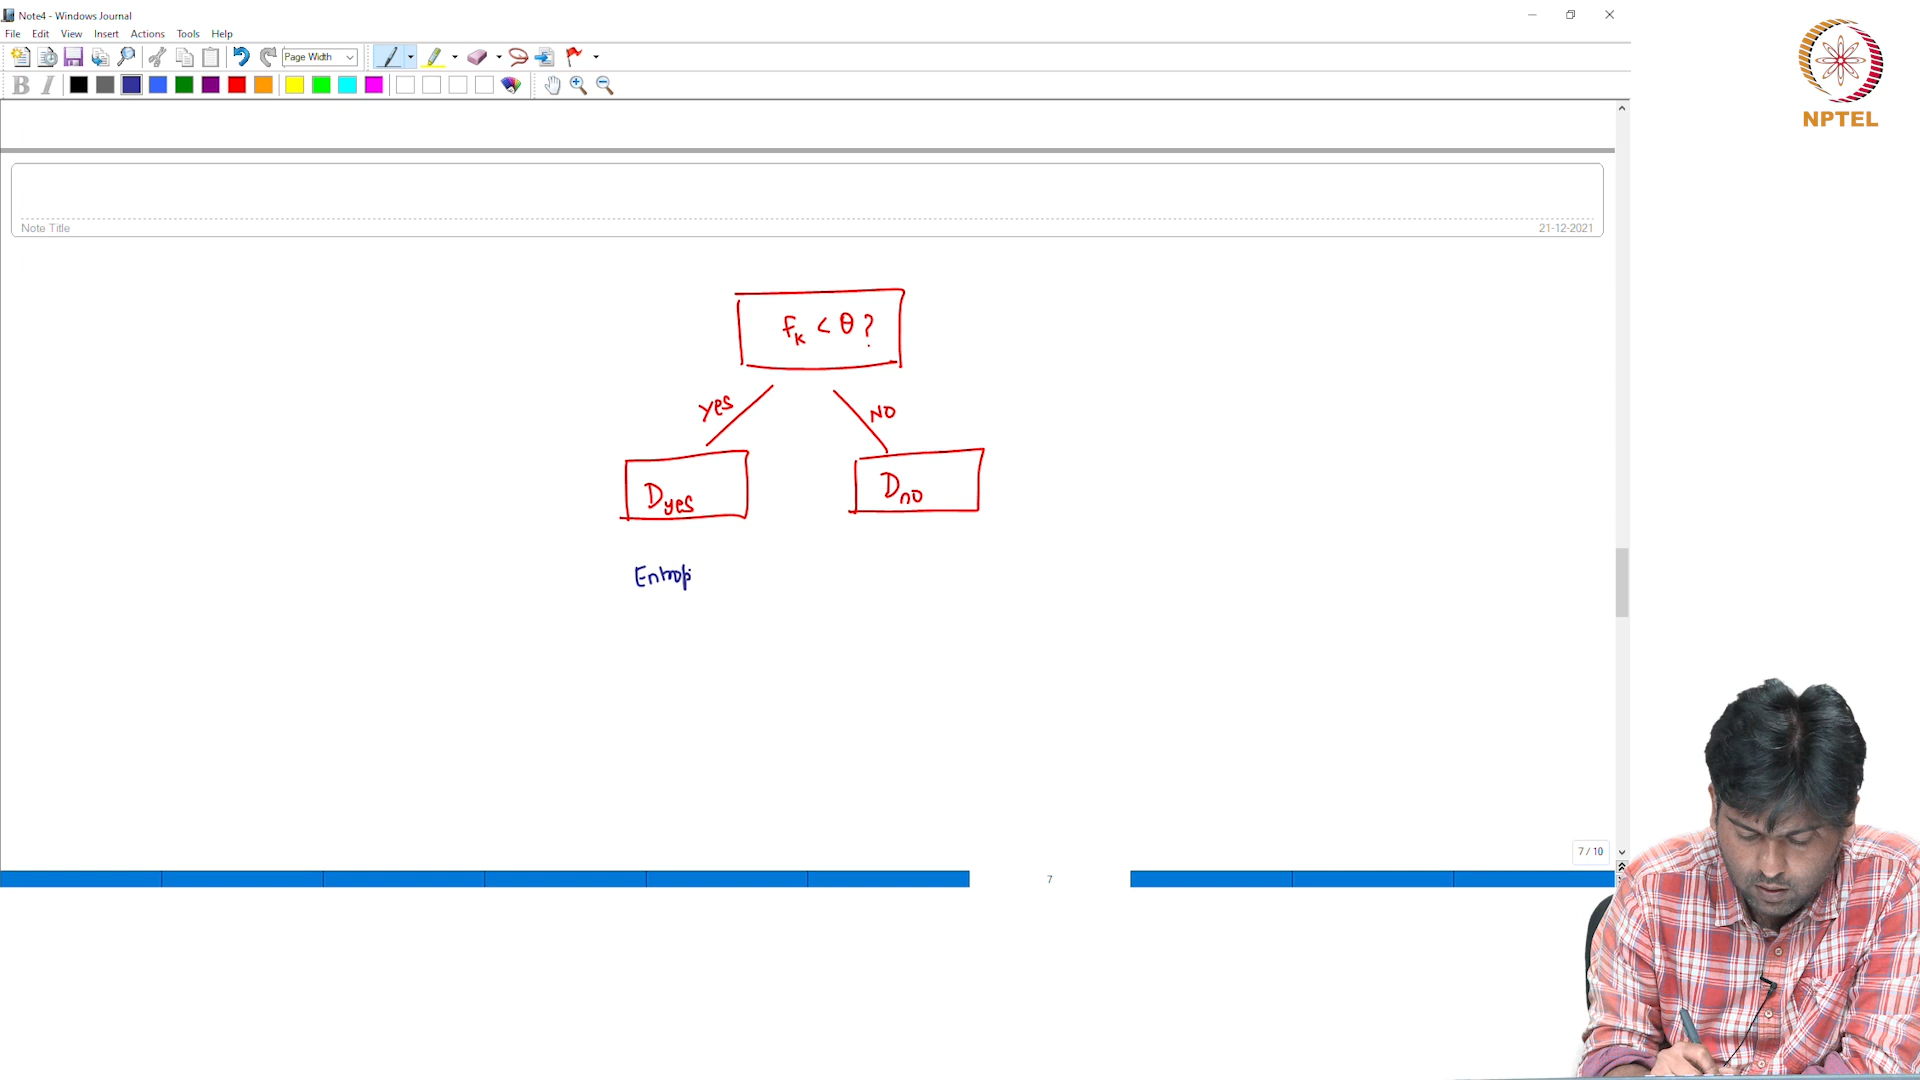 Note4 - Windows Journal
File Edit View Insert Actions Tools Help
Page Width
B I
NPTEL
Note Title
21-12-2021
fk < θ ?
yes
NO
Dyes
Dno
Entrop
7 / 10
7